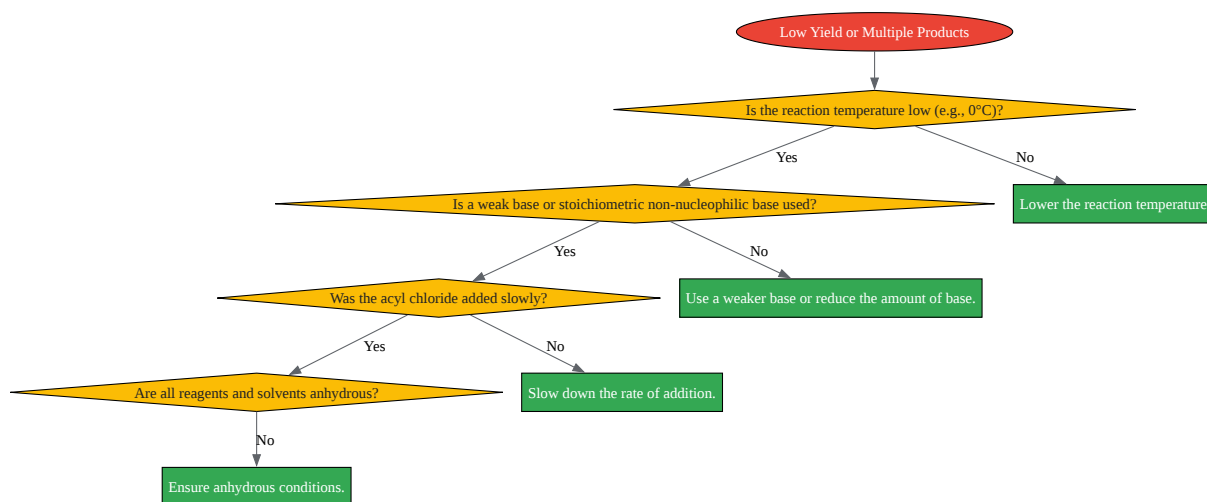 Low Yield or Multiple Products
Is the reaction temperature low (e.g., 0°C)?
Yes
No
Is a weak base or stoichiometric non-nucleophilic base used?
Lower the reaction temperature
Yes
No
Was the acyl chloride added slowly?
Use a weaker base or reduce the amount of base.
Yes
No
Are all reagents and solvents anhydrous?
Slow down the rate of addition.
No
Ensure anhydrous conditions.